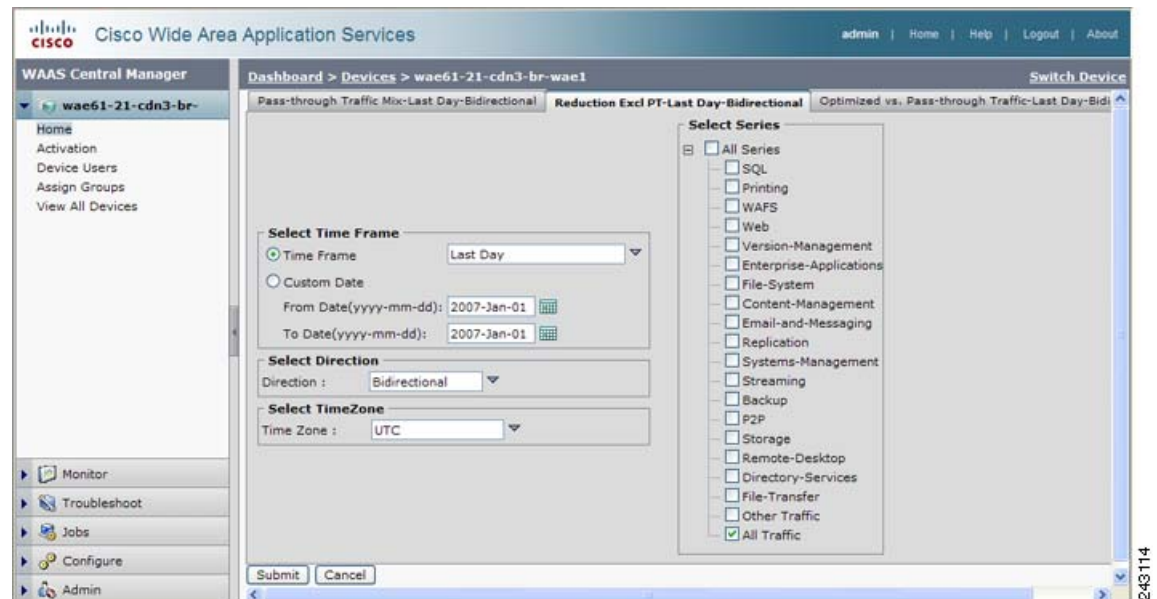 CISCO Cisco Wide Area Application Services
admin | Home | Help | Logout | About
WAAS Central Manager
Dashboard > Devices > wae61-21-cdn3-br-wae1
Switch Device
wae61-21-cdn3-br-
Home
Activation
Device Users
Assign Groups
View All Devices
Monitor
Troubleshoot
Jobs
Configure
Admin
Pass-through Traffic Mix-Last Day-Bidirectional
Reduction Excl PT-Last Day-Bidirectional
Optimized vs. Pass-through Traffic-Last Day-Bidi
Select Time Frame
Time Frame Last Day
Custom Date
From Date(yyyy-mm-dd): 2007-Jan-01
To Date(yyyy-mm-dd): 2007-Jan-01
Select Direction
Direction : Bidirectional
Select TimeZone
Time Zone : UTC
Select Series
All Series
SQL
Printing
WAFS
Web
Version-Management
Enterprise-Applications
File-System
Content-Management
Email-and-Messaging
Replication
Systems-Management
Streaming
Backup
P2P
Storage
Remote-Desktop
Directory-Services
File-Transfer
Other Traffic
All Traffic
Submit Cancel
243114